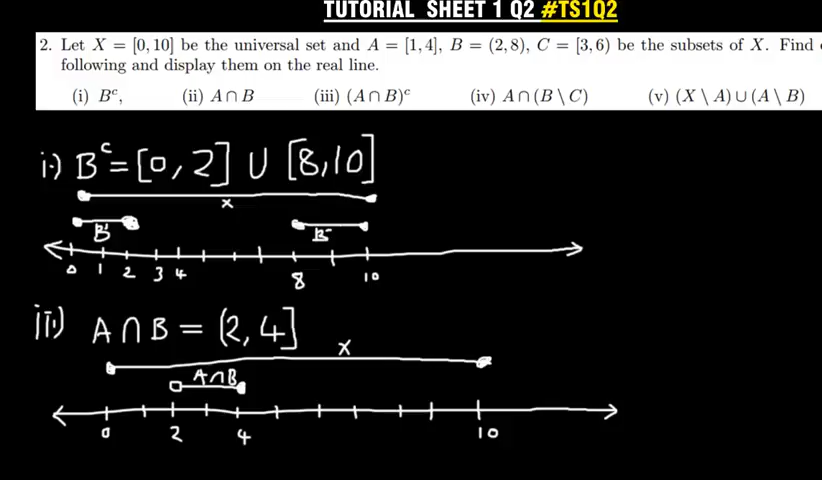 TUTORIAL SHEET 1 Q2 #TS1Q2
2. Let X = [0, 10] be the universal set and A = [1, 4], B = (2, 8), C = [3, 6) be the subsets of X. Find
following and display them on the real line.
(i) Bᶜ, (ii) A ∩ B (iii) (A ∩ B)ᶜ (iv) A ∩ (B \ C) (v) (X \ A) ∪ (A \ B)
i·) Bᶜ = [0, 2] ∪ [8, 10]
x
B B
0 1 2 3 4 8 10
ii) A ∩ B = (2, 4]
x
A∩B
0 2 4 10